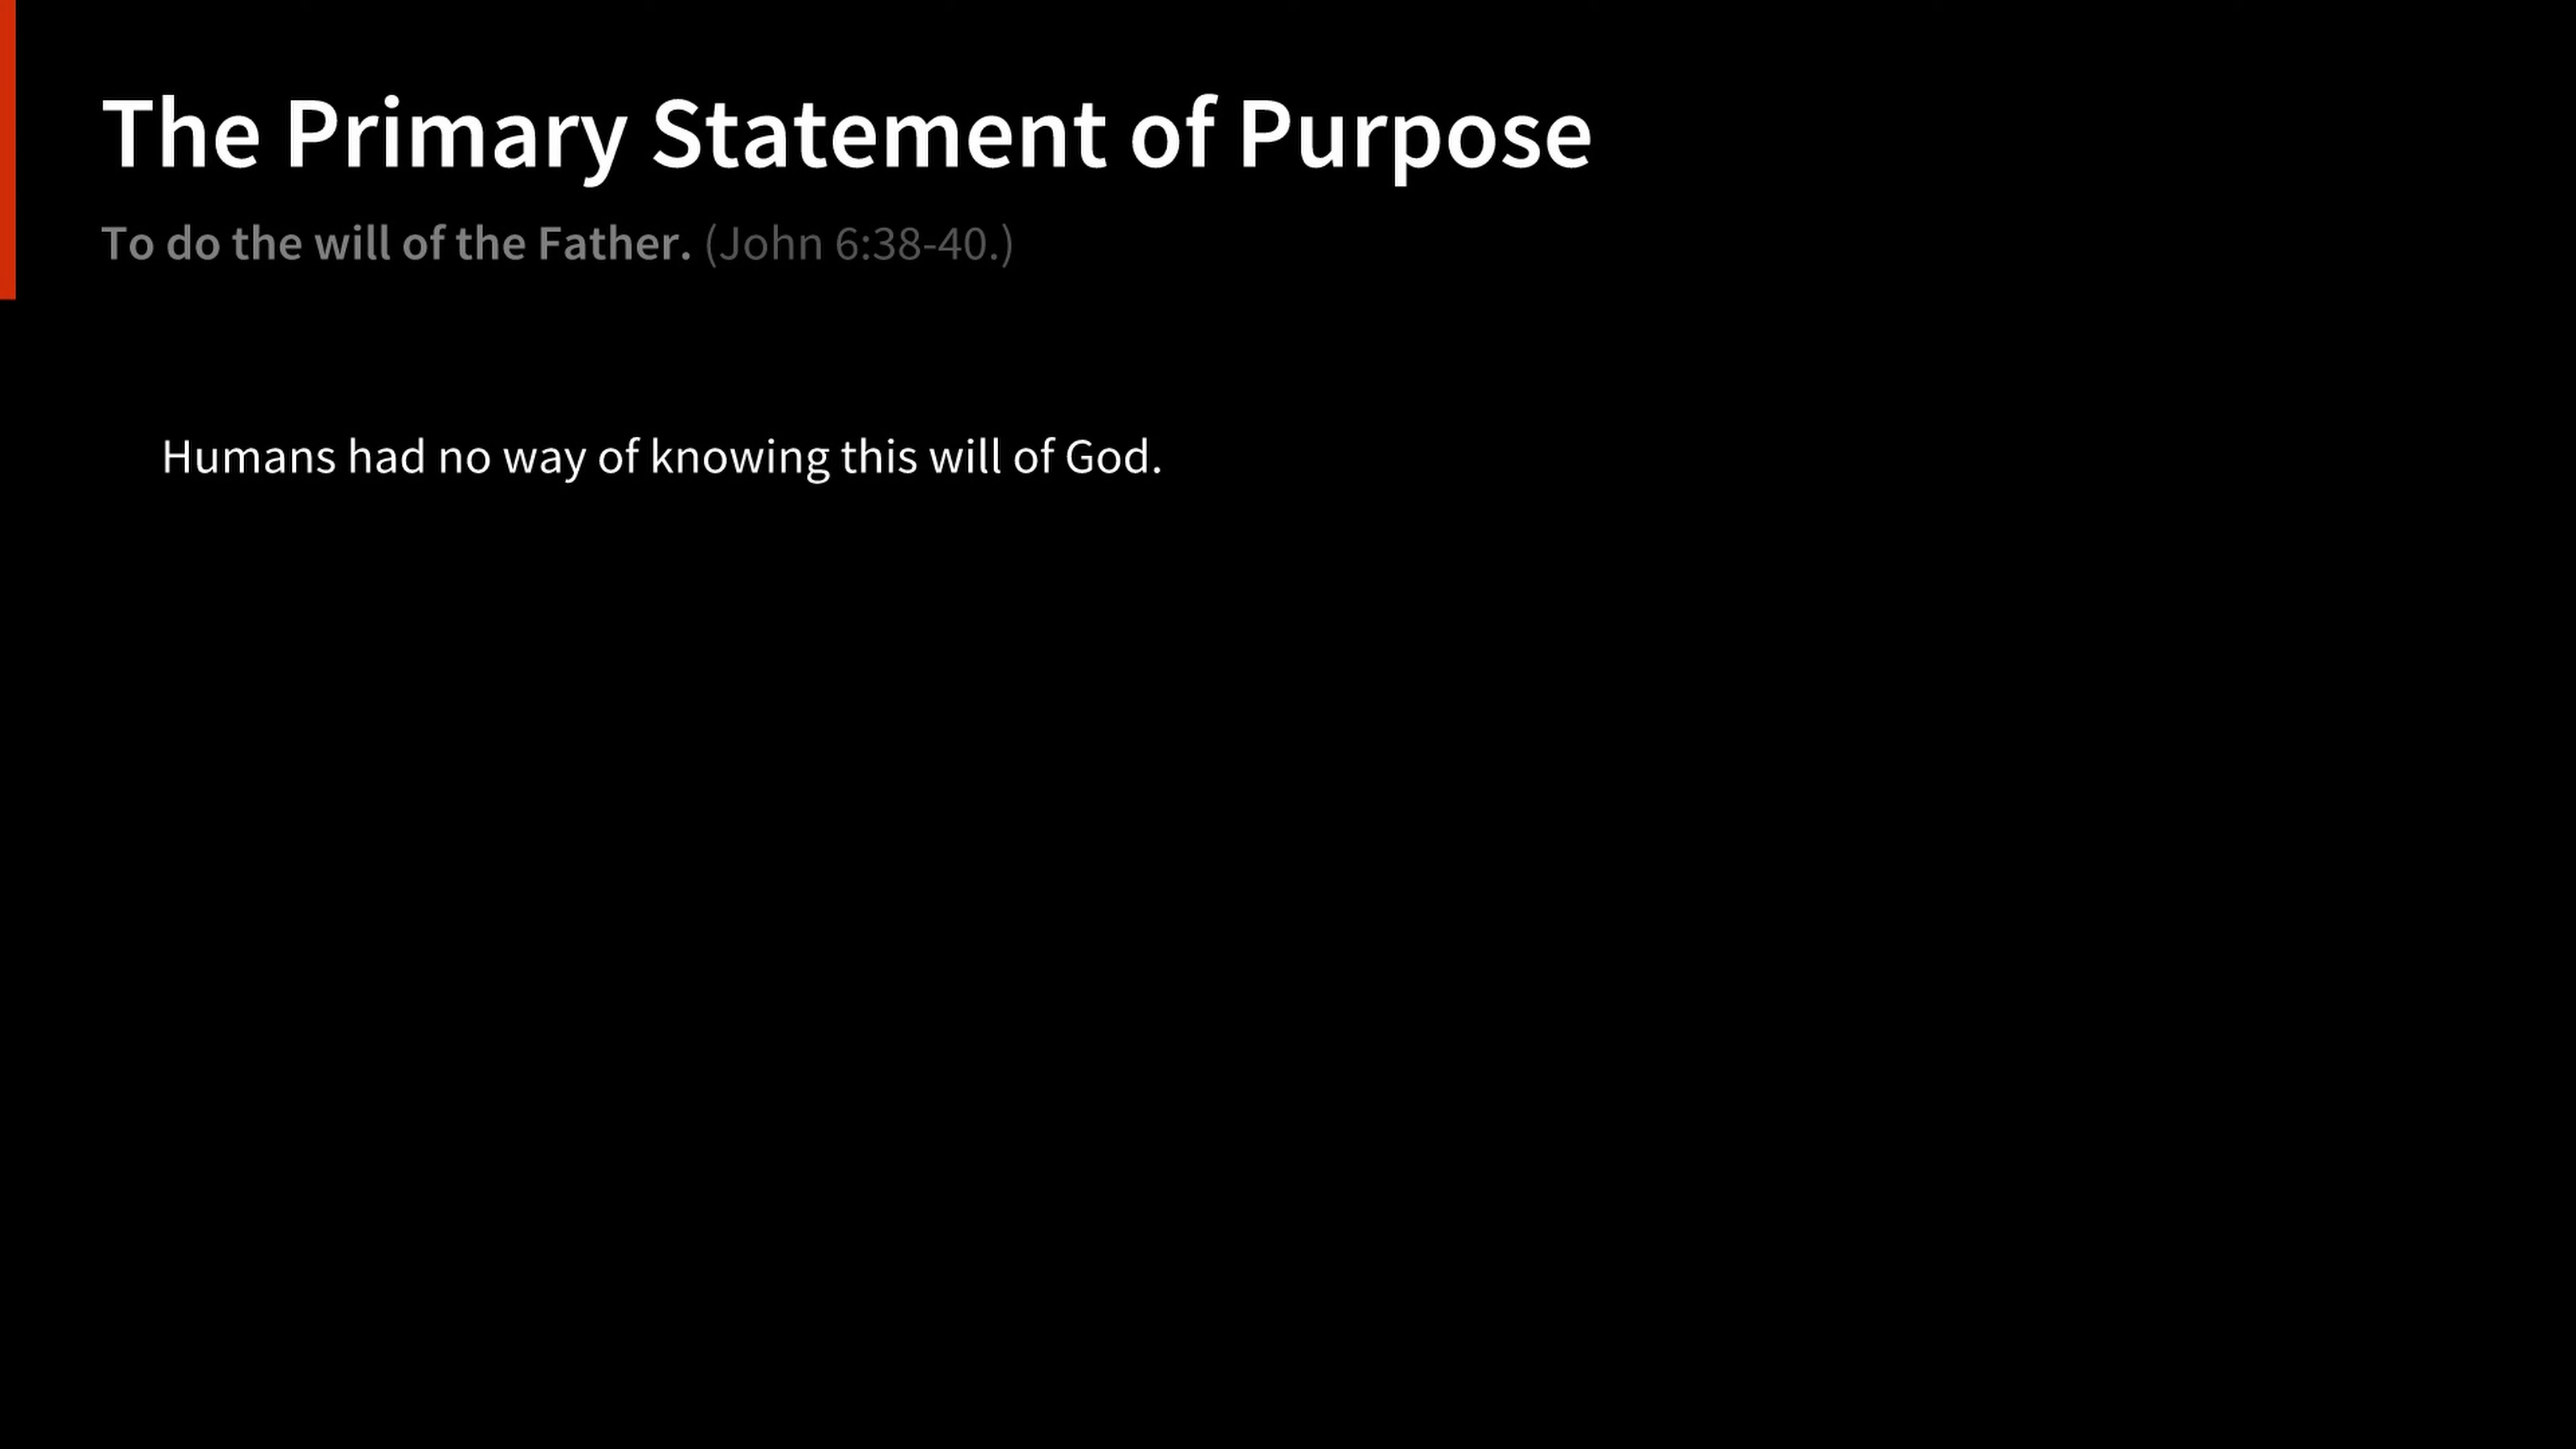 The Primary Statement of Purpose
To do the will of the Father. (John 6:38-40.)
Humans had no way of knowing this will of God.